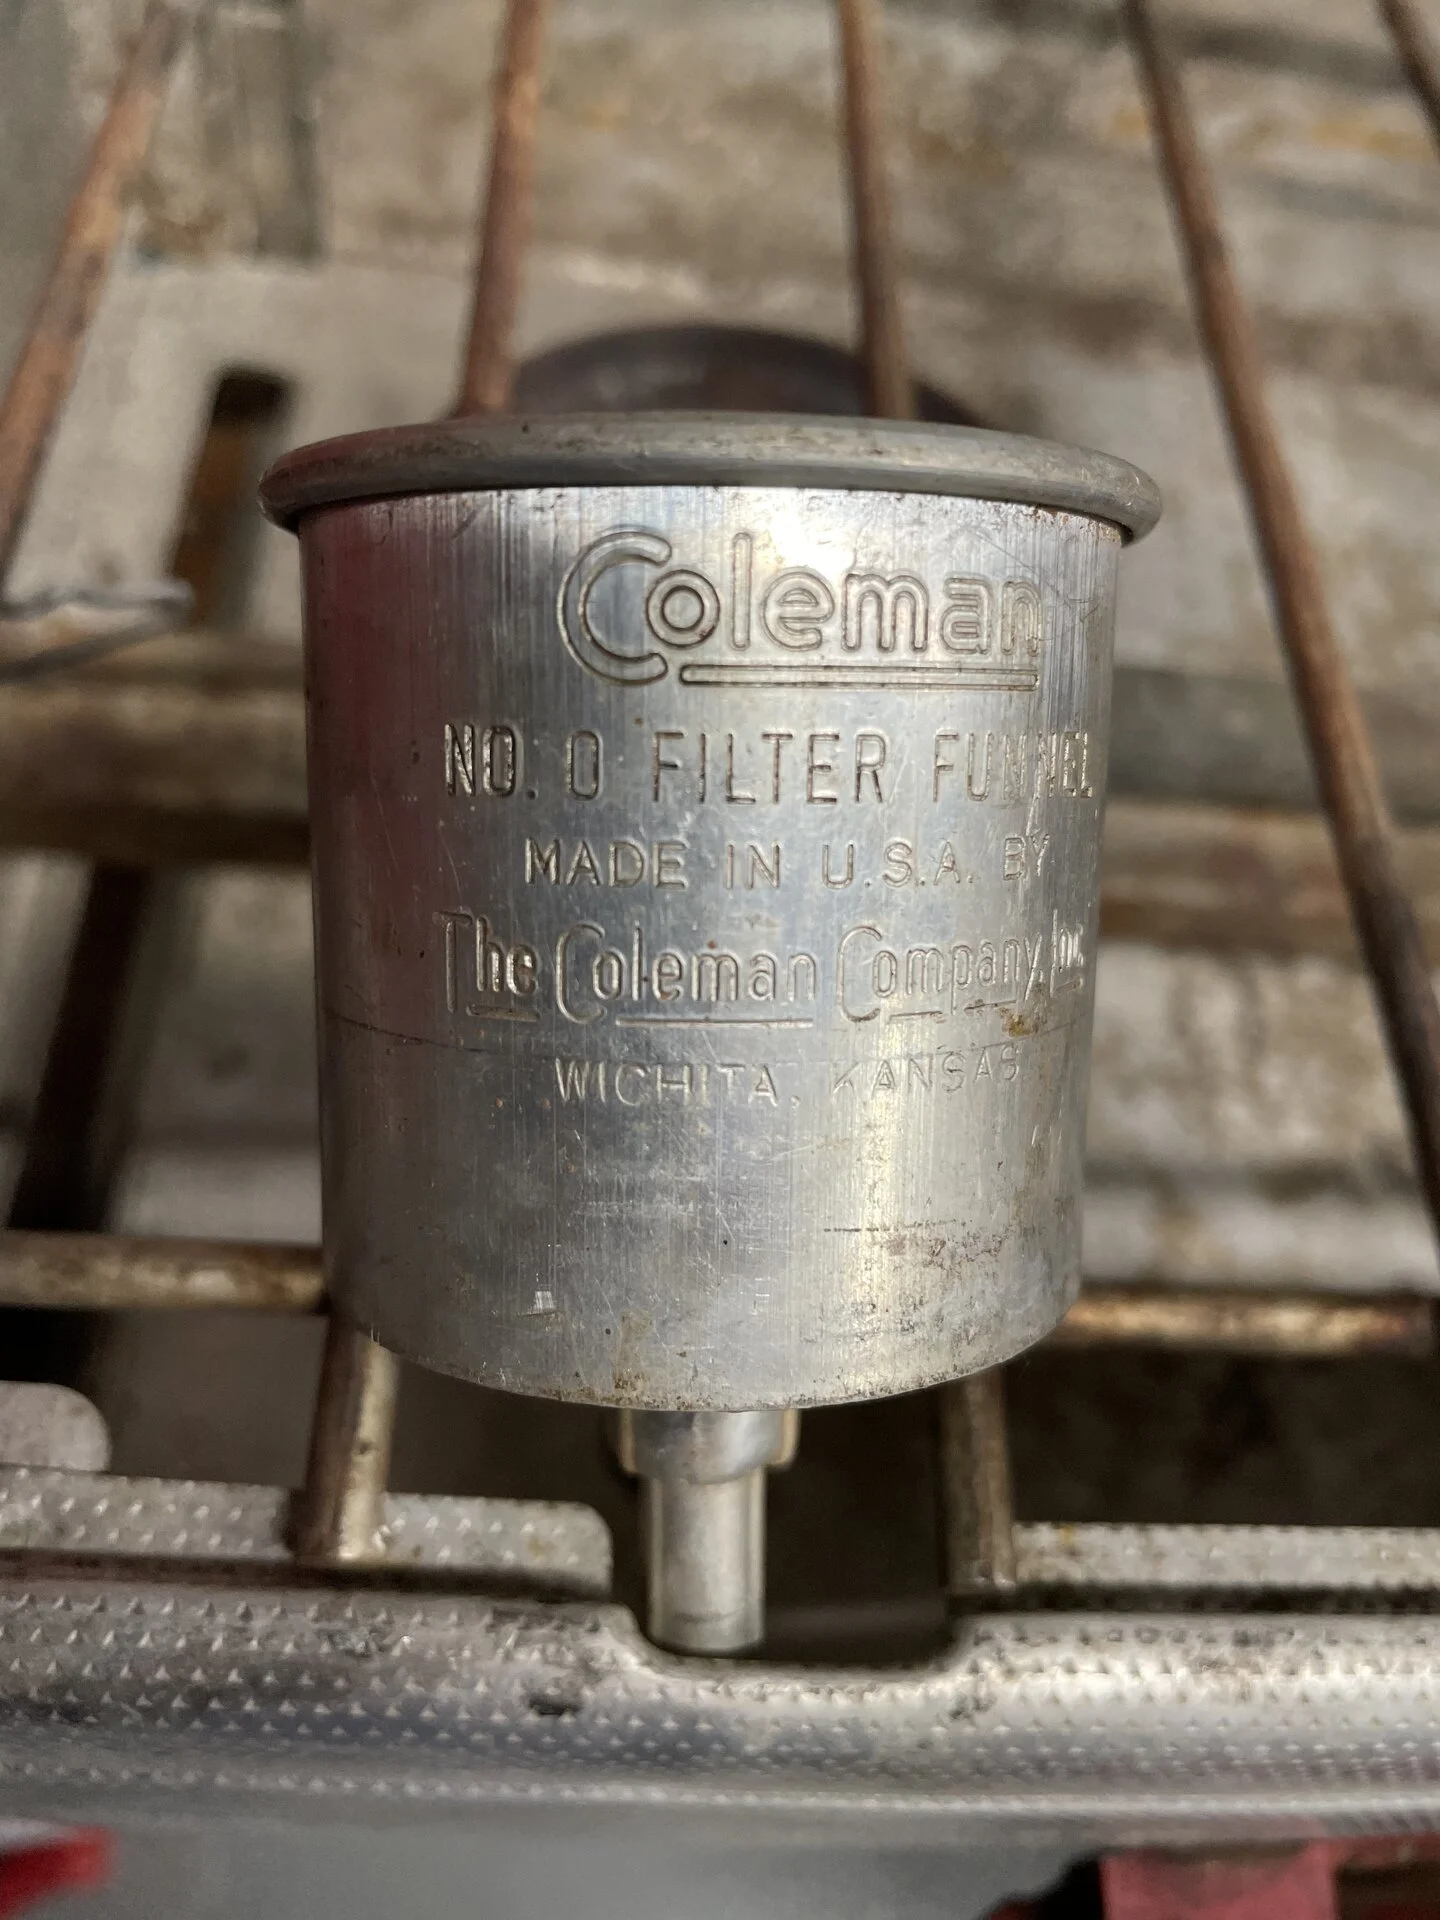 Coleman
NO. 0 FILTER FUNNEL
MADE IN U.S.A. BY
The Coleman Company, Inc.
WICHITA, KANSAS